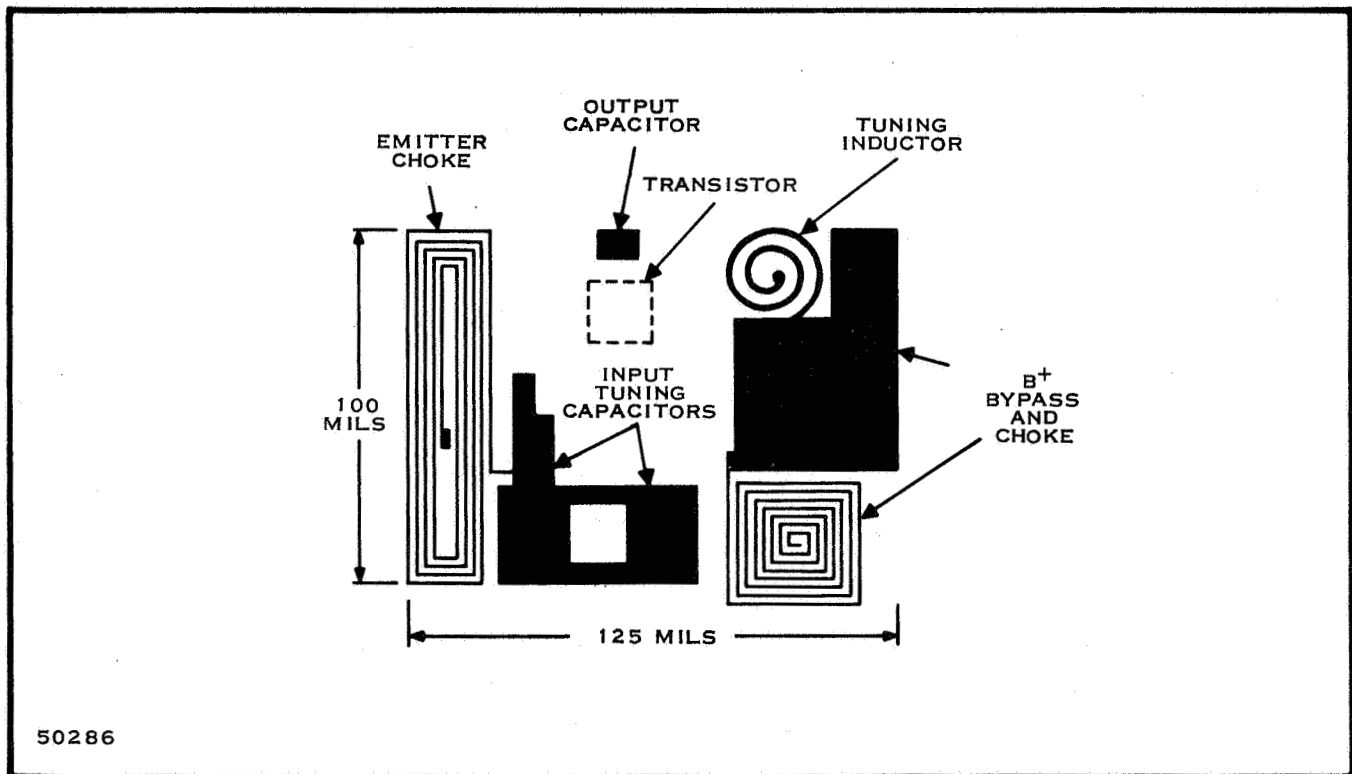 OUTPUT
CAPACITOR
TUNING
INDUCTOR
EMITTER
CHOKE
TRANSISTOR
INPUT
TUNING
CAPACITORS
100
MILS
B+
BYPASS
AND
CHOKE
125 MILS
50286